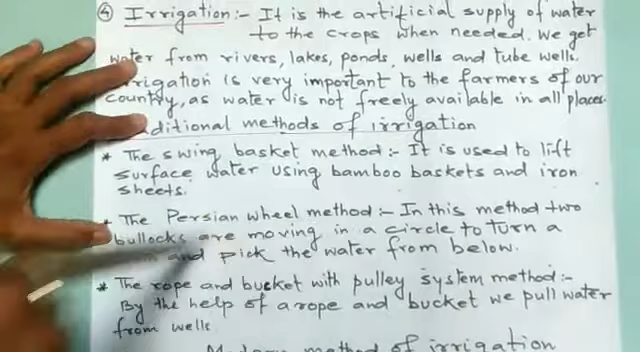 ④ Irrigation:- It is the artificial supply of water
to the crops when needed. We get
water from rivers, lakes, ponds, wells and tube wells.
rrigation is very important to the farmers of our
country, as water is not freely available in all places.
aditional methods of irrigation
* The swing basket method:- It is used to lift
surface water using bamboo baskets and iron
sheets.
* The Persian wheel method:- In this method two
bullocks are moving in a circle to turn a
and pick the water from below.
* The rope and bucket with pulley system method:-
By the help of a rope and bucket we pull water
from wells
method of irrigation